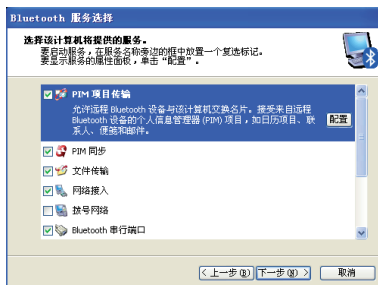 Bluetooth 服务选择
选择该计算机将提供的服务。
要启动服务，在服务名称旁边的框中放置一个复选标记。
要显示服务的属性面板，单击“配置”。
PIM 项目传输
允许远程 Bluetooth 设备与该计算机交换名片。接受来自远程
Bluetooth 设备的个人信息管理器 (PIM) 项目，如日历项目、联
系人、便笺和邮件。
配置
PIM 同步
文件传输
网络接入
拨号网络
Bluetooth 串行端口
< 上一步(B)
下一步(N) >
取消